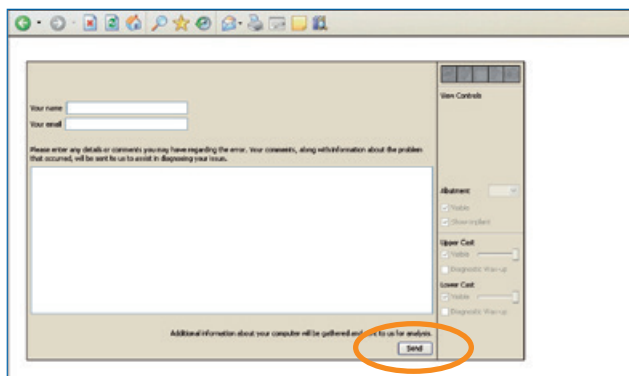 Your name
Your email
Please enter any details or comments you may have regarding the error. Your comments, along with information about the problem
that occurred, will be sent to us to assist in diagnosing your issue.
Additional information about your computer will be gathered and to us for analysis.
Send
View Controls
Abutment
Visible
Show Implant
Upper Cast
Visible
Diagnostic Wax-up
Lower Cast
Visible
Diagnostic Wax-up